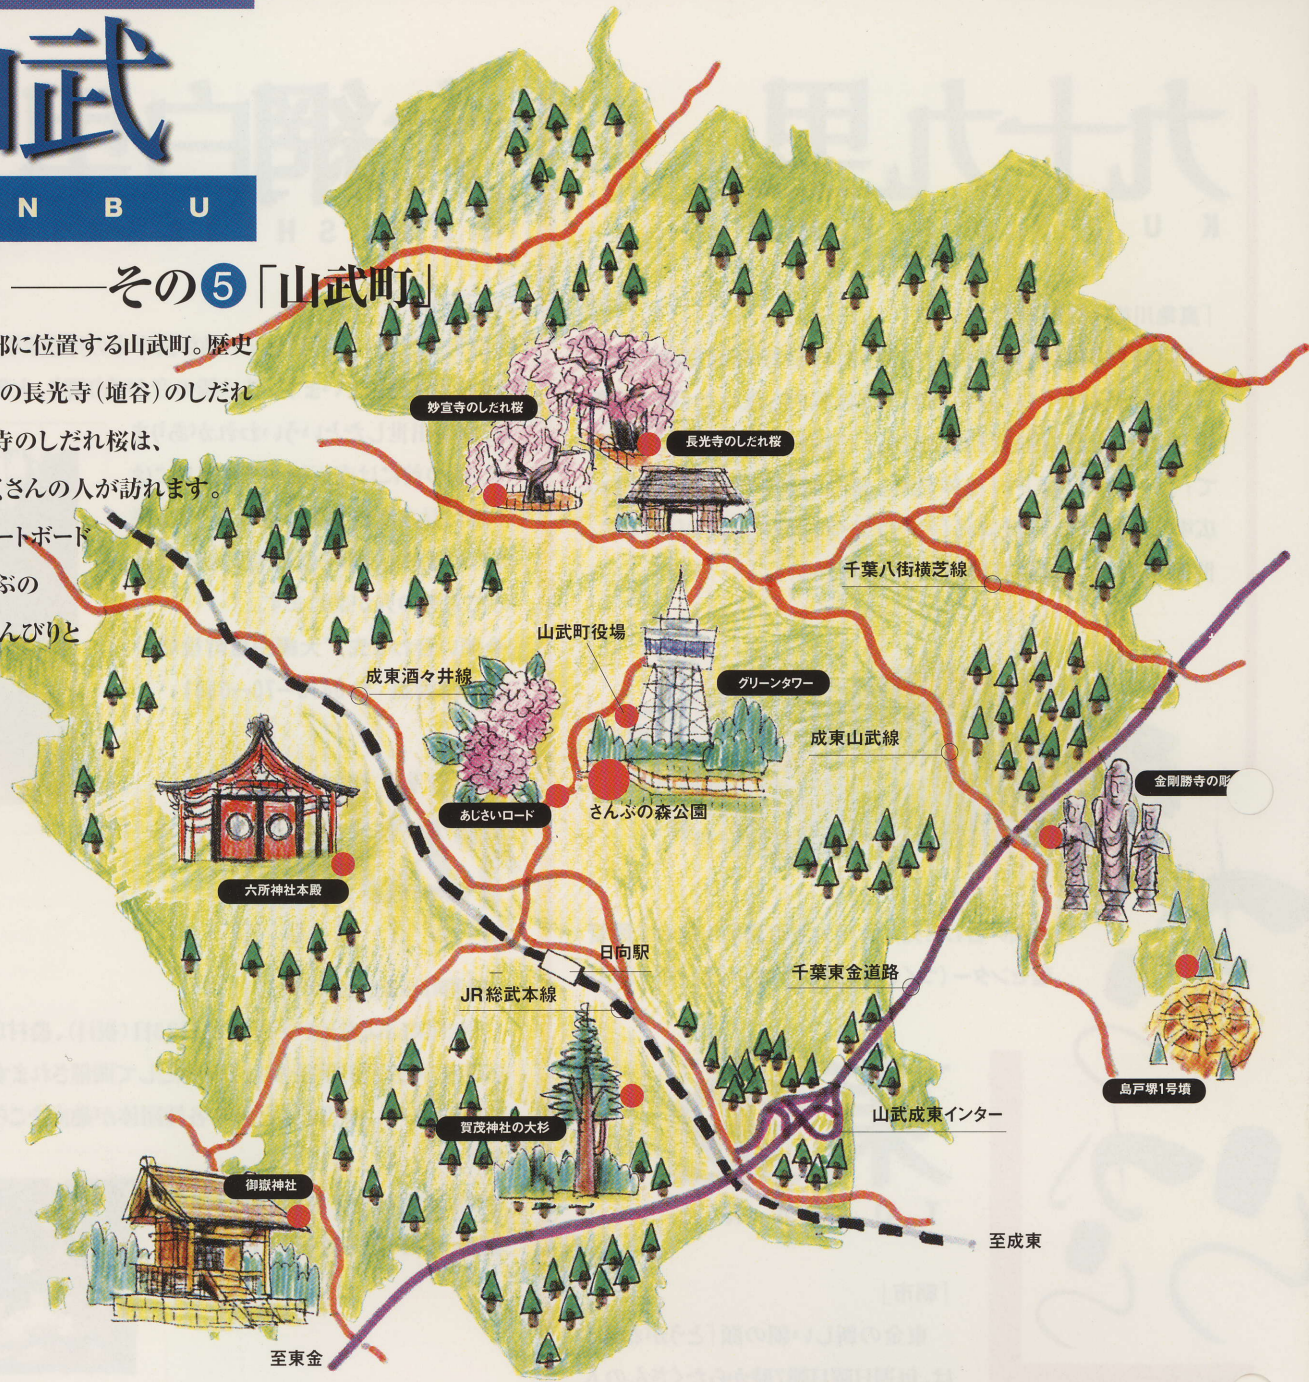 山武
N B U
——その❺「山武町」
部に位置する山武町。歴史
の長光寺（埴谷）のしだれ
寺のしだれ桜は、
くさんの人が訪れます。
ートボード
ぶの
んびりと
妙宣寺のしだれ桜
長光寺のしだれ桜
千葉八街横芝線
山武町役場
成東酒々井線
グリーンタワー
成東山武線
金剛勝寺の彫
あじさいロード
さんぶの森公園
六所神社本殿
日向駅
千葉東金道路
JR総武本線
島戸堺1号墳
山武成東インター
賀茂神社の大杉
御嶽神社
至成東
至東金